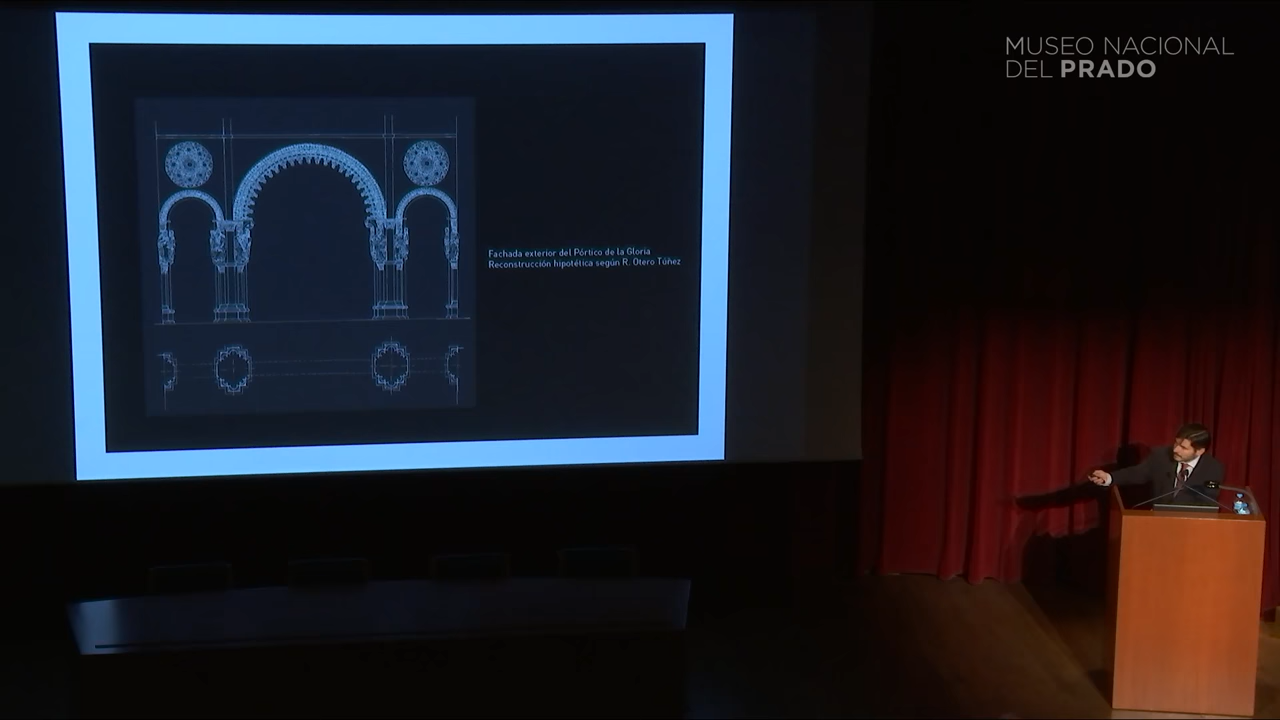 MUSEO NACIONAL
DEL PRADO
Fachada exterior del Pórtico de la Gloria
Reconstrucción hipotética según R. Otero Túñez